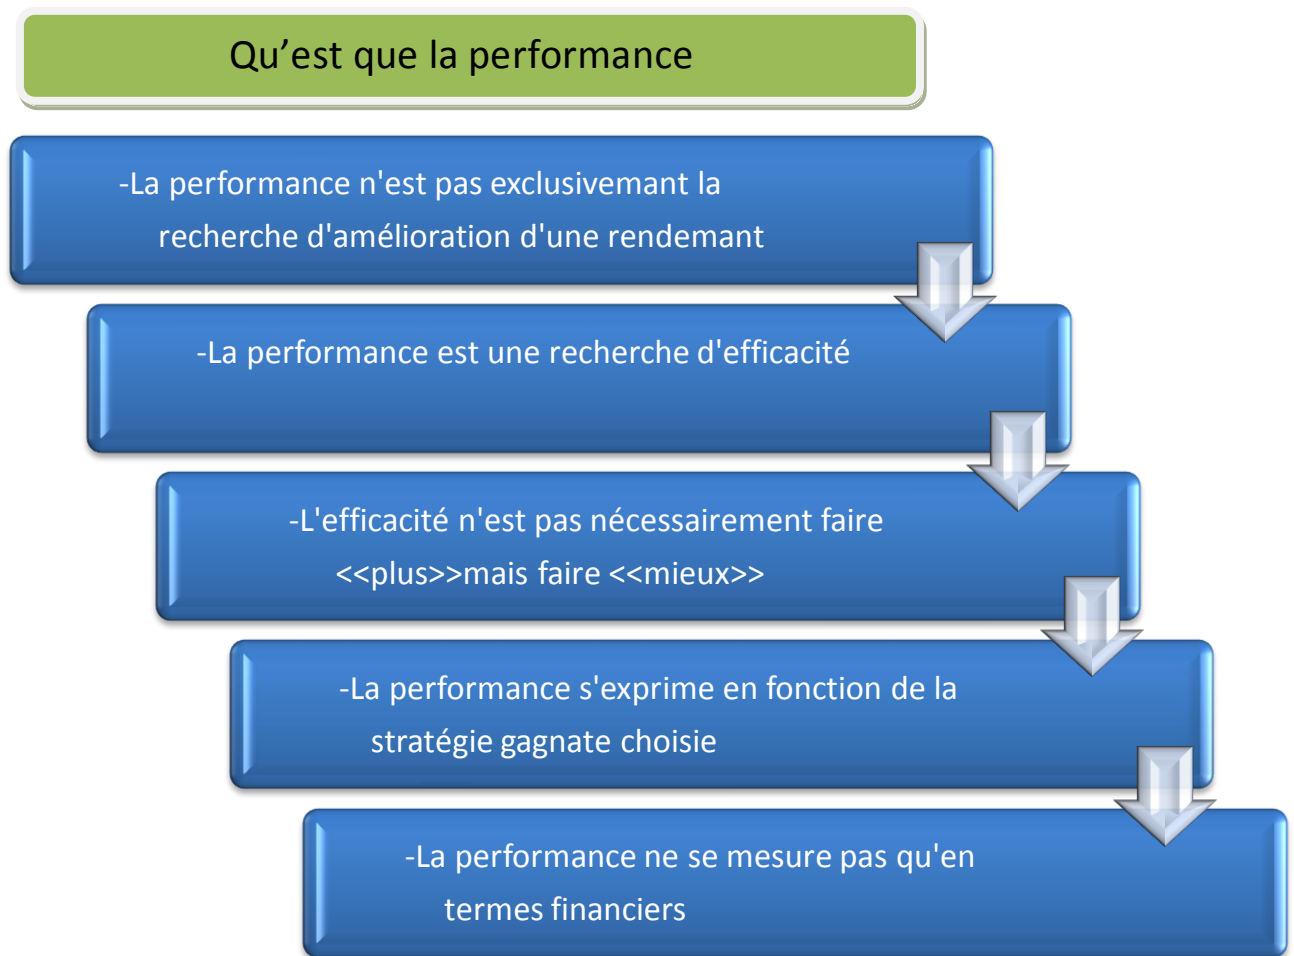 Qu’est que la performance
-La performance n'est pas exclusivemant la
recherche d'amélioration d'une rendemant
-La performance est une recherche d'efficacité
-L'efficacité n'est pas nécessairement faire
<<plus>>mais faire <<mieux>>
-La performance s'exprime en fonction de la
stratégie gagnate choisie
-La performance ne se mesure pas qu'en
termes financiers